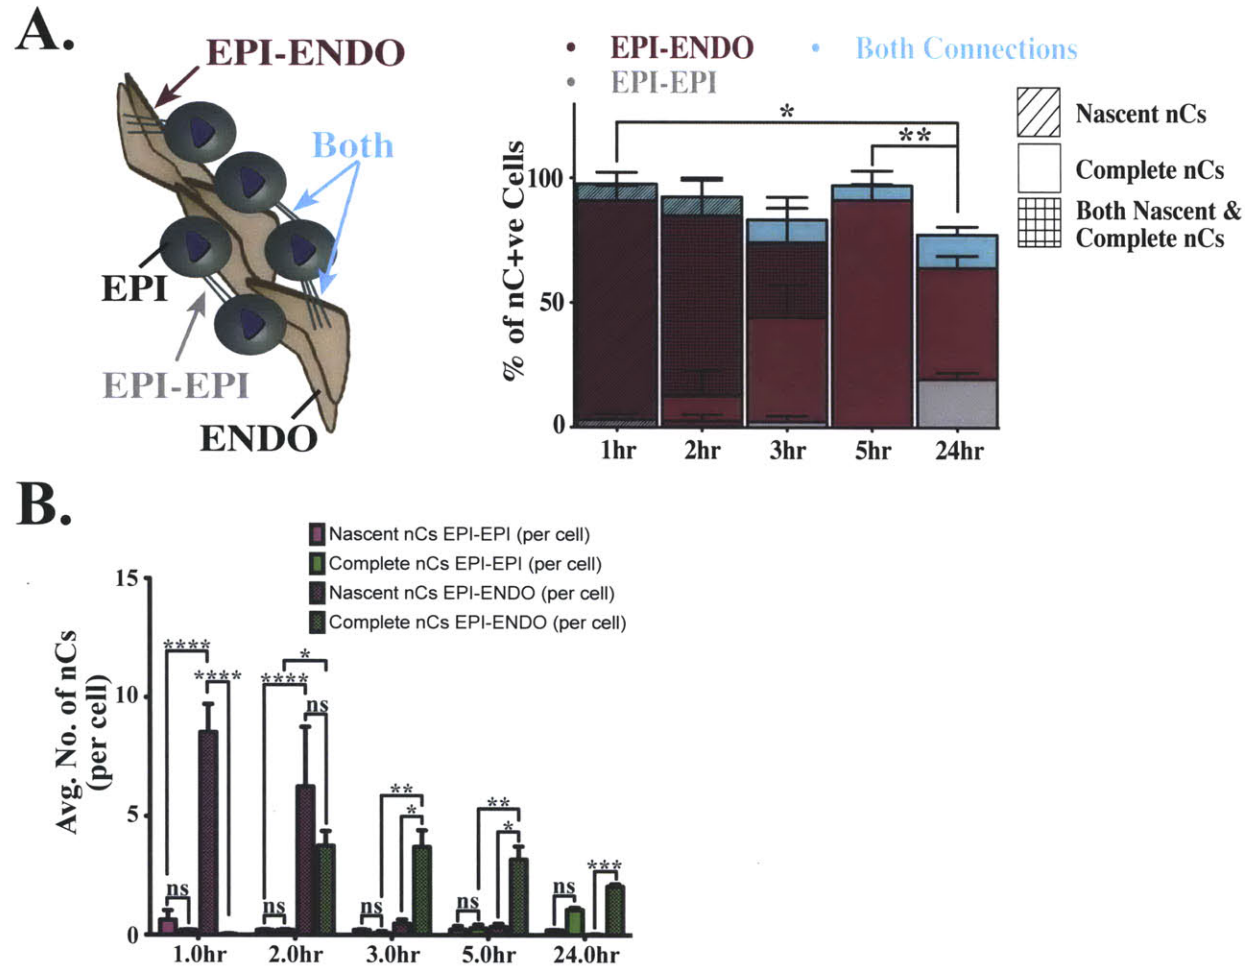 A.
EPI-ENDO
Both
EPI
EPI-EPI
ENDO
• EPI-ENDO • Both Connections
• EPI-EPI
Nascent nCs
Complete nCs
Both Nascent &
Complete nCs
% of nC+ve Cells
100
50
0
*
**
1hr 2hr 3hr 5hr 24hr
B.
Nascent nCs EPI-EPI (per cell)
Complete nCs EPI-EPI (per cell)
Nascent nCs EPI-ENDO (per cell)
Complete nCs EPI-ENDO (per cell)
Avg. No. of nCs
(per cell)
15
10
5
0
**** **** ns
* **** ns ns
** * ns
** * ns
*** ns
1.0hr 2.0hr 3.0hr 5.0hr 24.0hr